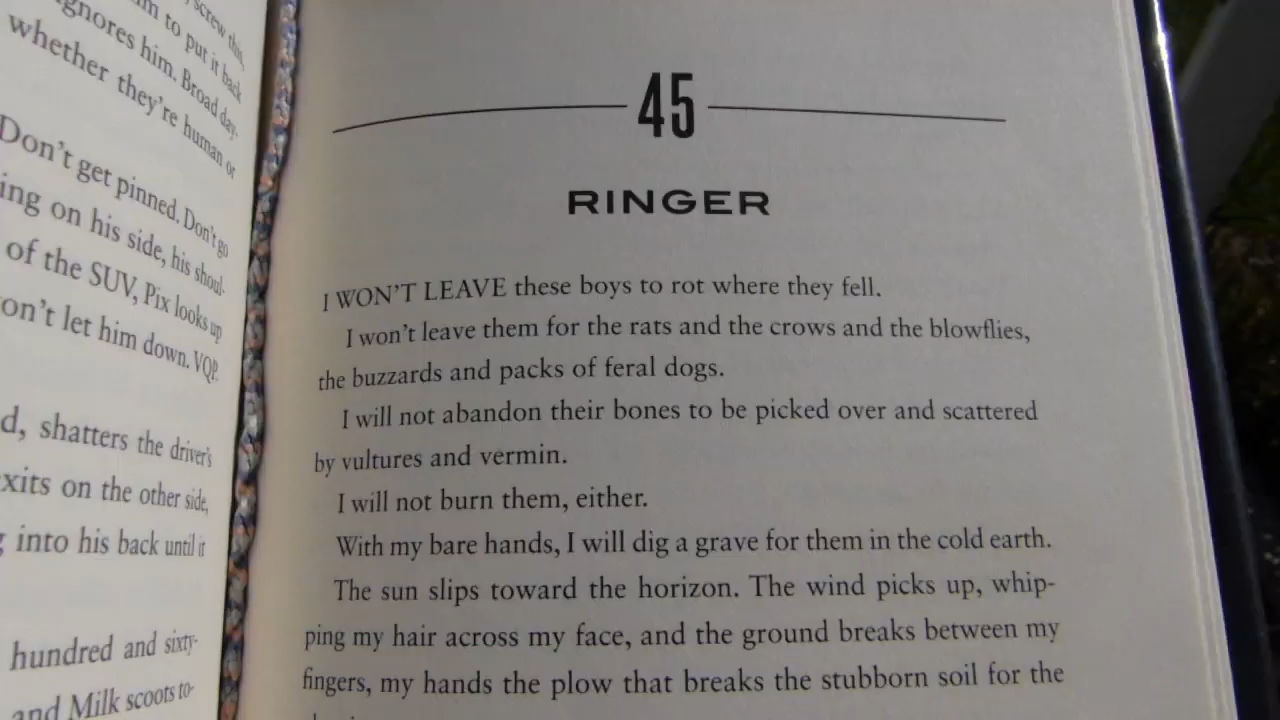 screw this,
im to put it back
ignores him. Broad day-
whether they're human or
Don't get pinned. Don't go
ing on his side, his shoul-
of the SUV, Pix looks up
on't let him down. VQP.
d, shatters the driver's
xits on the other side,
g into his back until it
hundred and sixty-
and Milk scoots to-
45
RINGER
I WON'T LEAVE these boys to rot where they fell.
I won't leave them for the rats and the crows and the blowflies,
the buzzards and packs of feral dogs.
I will not abandon their bones to be picked over and scattered
by vultures and vermin.
I will not burn them, either.
With my bare hands, I will dig a grave for them in the cold earth.
The sun slips toward the horizon. The wind picks up, whip-
ping my hair across my face, and the ground breaks between my
fingers, my hands the plow that breaks the stubborn soil for the